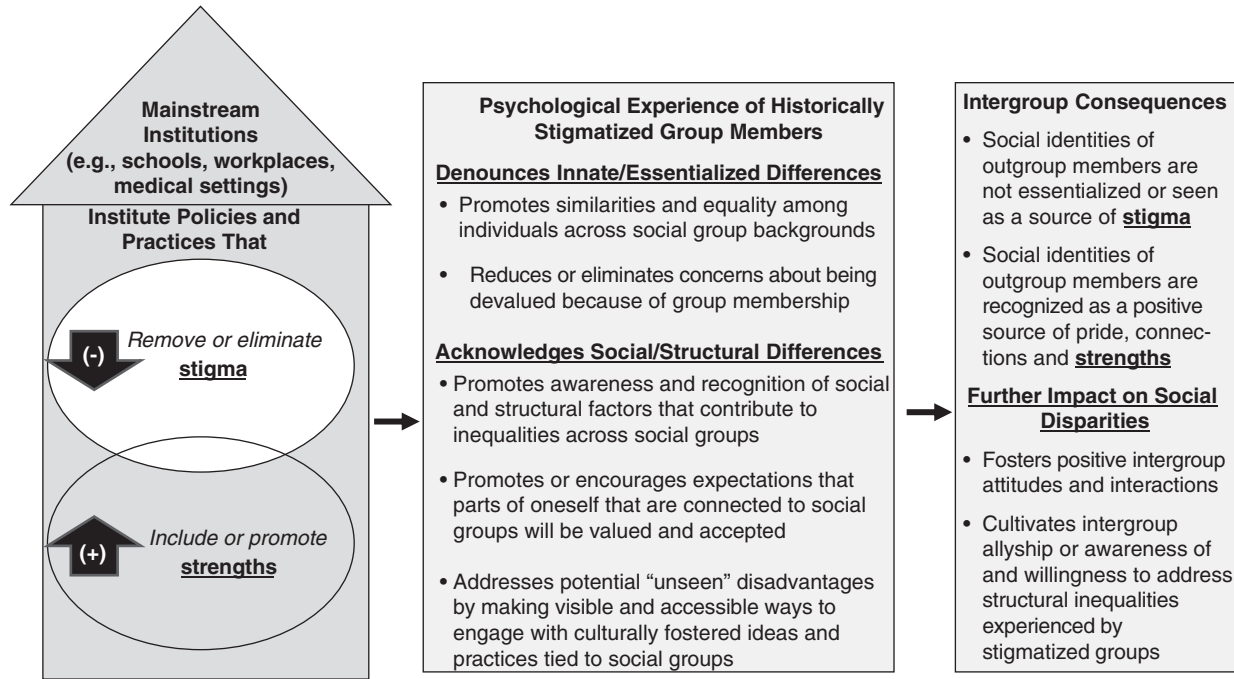 Mainstream
Institutions
(e.g., schools, workplaces,
medical settings)
Institute Policies and
Practices That
(-)
Remove or eliminate
stigma
(+)
Include or promote
strengths
Psychological Experience of Historically
Stigmatized Group Members
Denounces Innate/Essentialized Differences
• Promotes similarities and equality among
individuals across social group backgrounds
• Reduces or eliminates concerns about being
devalued because of group membership
Acknowledges Social/Structural Differences
• Promotes awareness and recognition of social
and structural factors that contribute to
inequalities across social groups
• Promotes or encourages expectations that
parts of oneself that are connected to social
groups will be valued and accepted
• Addresses potential “unseen” disadvantages
by making visible and accessible ways to
engage with culturally fostered ideas and
practices tied to social groups
Intergroup Consequences
• Social identities of
outgroup members are
not essentialized or seen
as a source of stigma
• Social identities of
outgroup members are
recognized as a positive
source of pride, connec-
tions and strengths
Further Impact on Social
Disparities
• Fosters positive intergroup
attitudes and interactions
• Cultivates intergroup
allyship or awareness of
and willingness to address
structural inequalities
experienced by
stigmatized groups